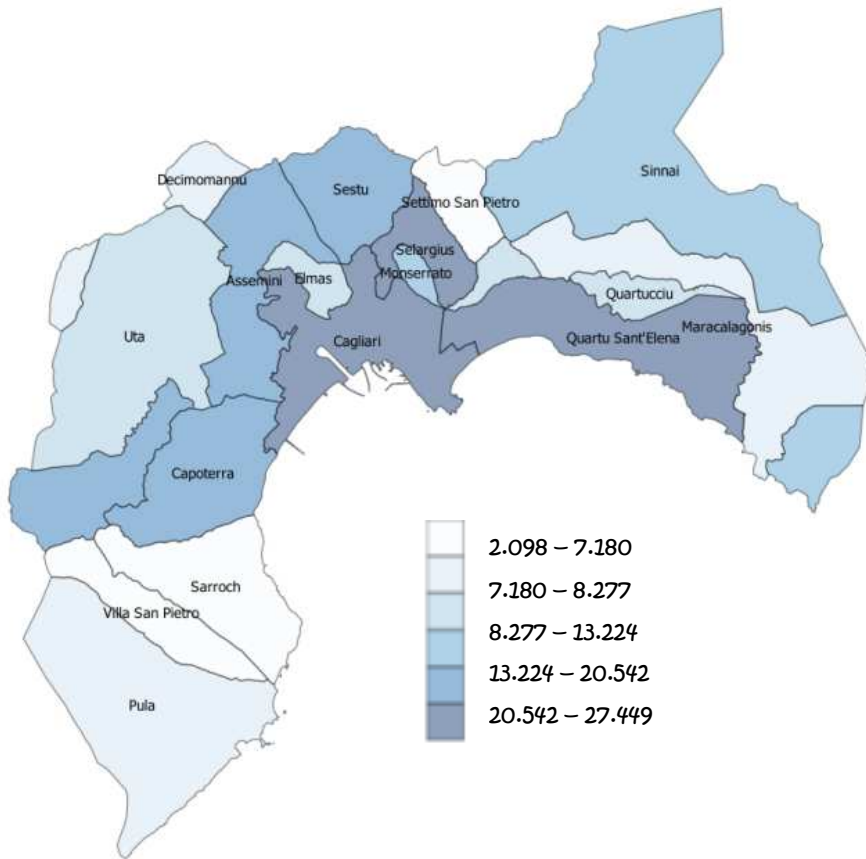 Sinnai
Decimomannu
Sestu
Settimo San Pietro
Selargius
Monserrato
Assemini
Elmas
Quartucciu
Uta
Cagliari
Quartu Sant'Elena
Maracalagonis
Capoterra
Sarroch
Villa San Pietro
Pula
2.098 – 7.180
7.180 – 8.277
8.277 – 13.224
13.224 – 20.542
20.542 – 27.449